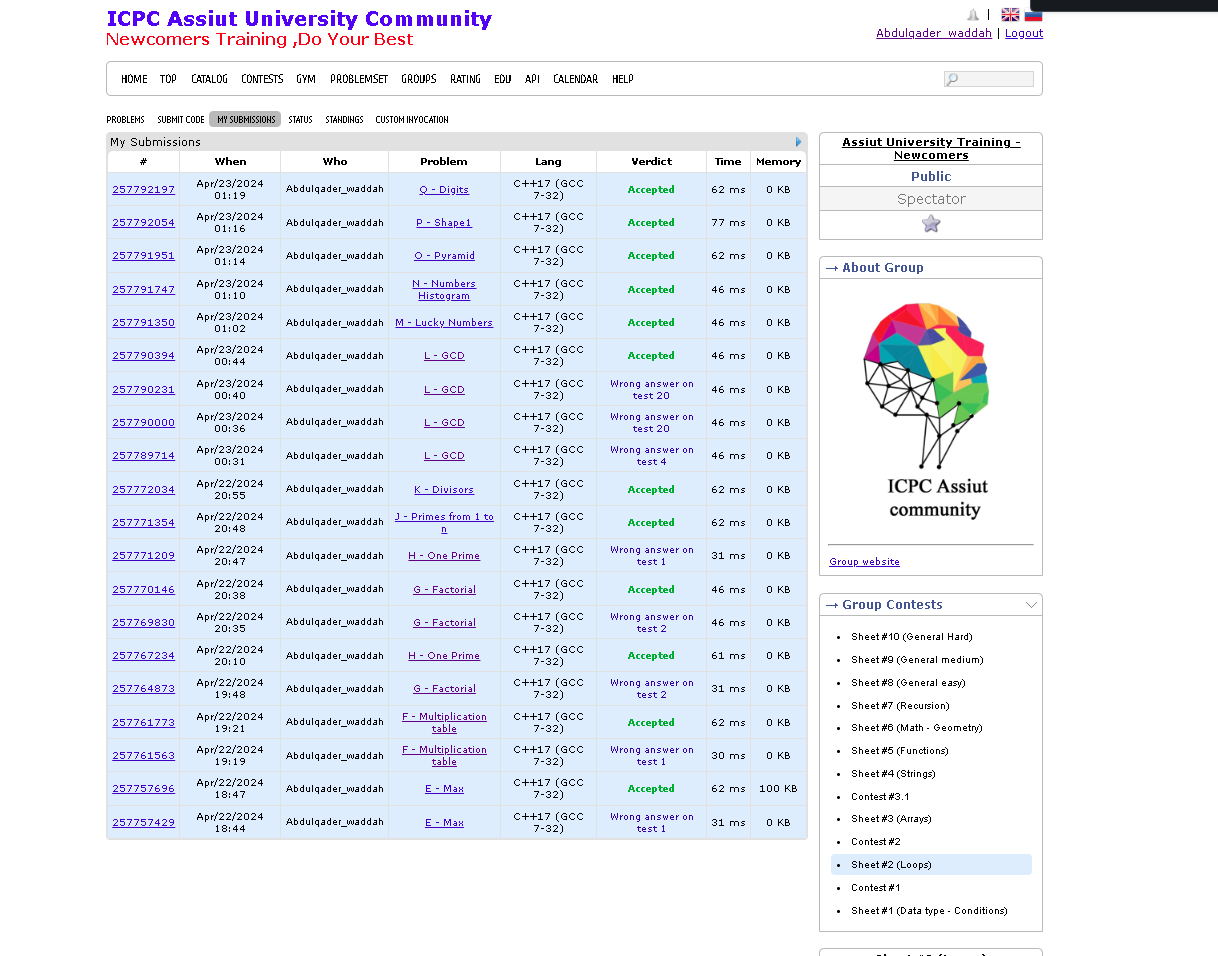 ICPC Assiut University Community
Newcomers Training ,Do Your Best
|
Abdulqader_waddah | Logout
HOME TOP CATALOG CONTESTS GYM PROBLEMSET GROUPS RATING EDU API CALENDAR HELP
PROBLEMS SUBMIT CODE MY SUBMISSIONS STATUS STANDINGS CUSTOM INVOCATION
My Submissions
# When Who Problem Lang Verdict Time Memory
257792197 Apr/23/2024 01:19 Abdulqader_waddah Q - Digits C++17 (GCC 7-32) Accepted 62 ms 0 KB
257792054 Apr/23/2024 01:16 Abdulqader_waddah P - Shape1 C++17 (GCC 7-32) Accepted 77 ms 0 KB
257791951 Apr/23/2024 01:14 Abdulqader_waddah O - Pyramid C++17 (GCC 7-32) Accepted 62 ms 0 KB
257791747 Apr/23/2024 01:10 Abdulqader_waddah N - Numbers Histogram C++17 (GCC 7-32) Accepted 46 ms 0 KB
257791350 Apr/23/2024 01:02 Abdulqader_waddah M - Lucky Numbers C++17 (GCC 7-32) Accepted 46 ms 0 KB
257790394 Apr/23/2024 00:44 Abdulqader_waddah L - GCD C++17 (GCC 7-32) Accepted 46 ms 0 KB
257790231 Apr/23/2024 00:40 Abdulqader_waddah L - GCD C++17 (GCC 7-32) Wrong answer on test 20 46 ms 0 KB
257790000 Apr/23/2024 00:36 Abdulqader_waddah L - GCD C++17 (GCC 7-32) Wrong answer on test 20 46 ms 0 KB
257789714 Apr/23/2024 00:31 Abdulqader_waddah L - GCD C++17 (GCC 7-32) Wrong answer on test 4 46 ms 0 KB
257772034 Apr/22/2024 20:55 Abdulqader_waddah K - Divisors C++17 (GCC 7-32) Accepted 62 ms 0 KB
257771354 Apr/22/2024 20:48 Abdulqader_waddah J - Primes from 1 to n C++17 (GCC 7-32) Accepted 62 ms 0 KB
257771209 Apr/22/2024 20:47 Abdulqader_waddah H - One Prime C++17 (GCC 7-32) Wrong answer on test 1 31 ms 0 KB
257770146 Apr/22/2024 20:38 Abdulqader_waddah G - Factorial C++17 (GCC 7-32) Accepted 46 ms 0 KB
257769830 Apr/22/2024 20:35 Abdulqader_waddah G - Factorial C++17 (GCC 7-32) Wrong answer on test 2 46 ms 0 KB
257767234 Apr/22/2024 20:10 Abdulqader_waddah H - One Prime C++17 (GCC 7-32) Accepted 61 ms 0 KB
257764873 Apr/22/2024 19:48 Abdulqader_waddah G - Factorial C++17 (GCC 7-32) Wrong answer on test 2 31 ms 0 KB
257761773 Apr/22/2024 19:21 Abdulqader_waddah F - Multiplication table C++17 (GCC 7-32) Accepted 62 ms 0 KB
257761563 Apr/22/2024 19:19 Abdulqader_waddah F - Multiplication table C++17 (GCC 7-32) Wrong answer on test 1 30 ms 0 KB
257757696 Apr/22/2024 18:47 Abdulqader_waddah E - Max C++17 (GCC 7-32) Accepted 62 ms 100 KB
257757429 Apr/22/2024 18:44 Abdulqader_waddah E - Max C++17 (GCC 7-32) Wrong answer on test 1 31 ms 0 KB
Assiut University Training -
Newcomers
Public
Spectator
→ About Group
ICPC Assiut
community
Group website
→ Group Contests
Sheet #10 (General Hard)
Sheet #9 (General medium)
Sheet #8 (General easy)
Sheet #7 (Recursion)
Sheet #6 (Math - Geometry)
Sheet #5 (Functions)
Sheet #4 (Strings)
Contest #3.1
Sheet #3 (Arrays)
Contest #2
Sheet #2 (Loops)
Contest #1
Sheet #1 (Data type - Conditions)